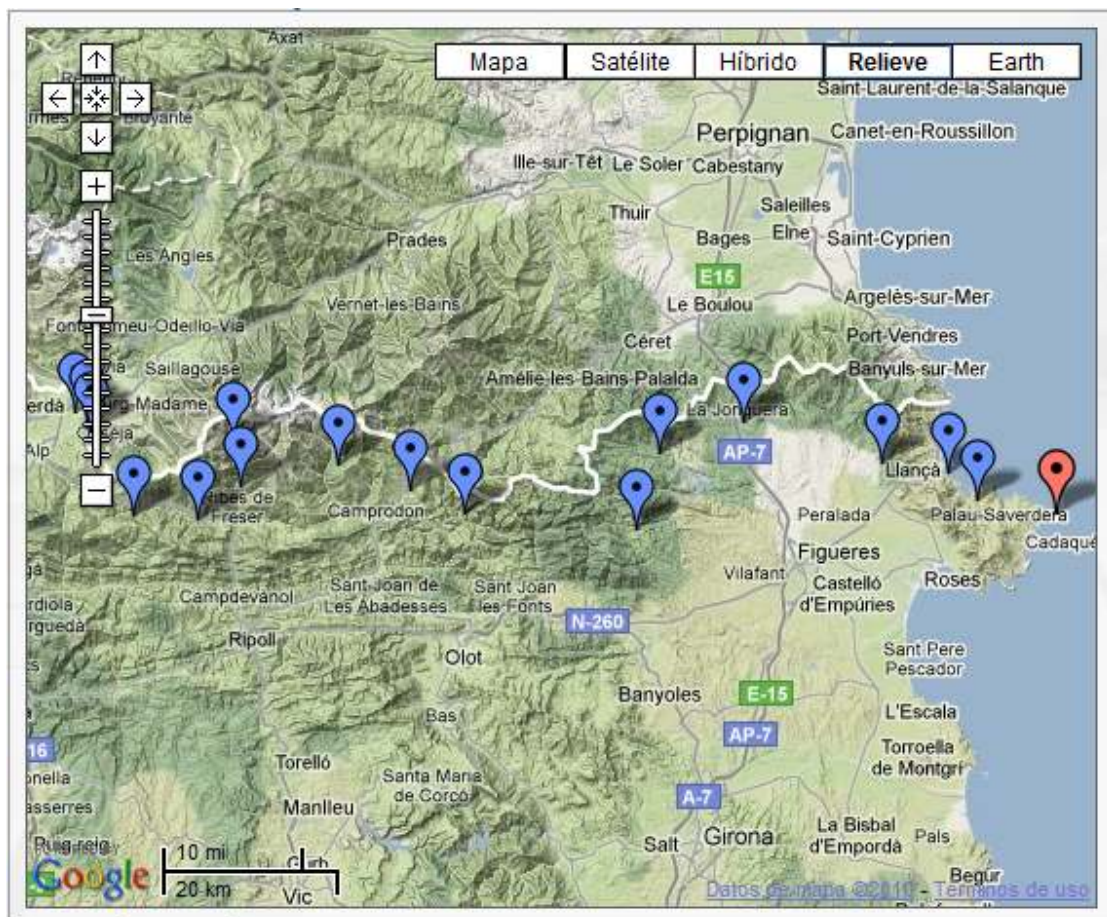 Axat
Mapa
Satélite
Híbrido
Relieve
Earth
Saint-Laurent-de-la-Salanque
Perpignan
Canet-en-Roussillon
Ille-sur-Têt
Le Soler
Cabestany
Thuir
Saleilles
Bages
Elne
Saint-Cyprien
Prades
Les Angles
E15
Le Boulou
Argelès-sur-Mer
Vernet-les-Bains
Céret
Port-Vendres
Saillagouse
Banyuls-sur-Mer
Amélie-les-Bains-Palalda
La Jonquera
Alp
AP-7
Llançà
Ribes de
Freser
Camprodon
Peralada
Palau-Saverdera
Cadaqué
Figueres
Vilafant
Roses
Castelló
d'Empúries
Campdevànol
Sant Joan de
Les Abadesses
Sant Joan
les Fonts
N-260
Ripoll
Olot
Sant Pere
Pescador
Banyoles
E-15
L'Escala
Bas
AP-7
16
Torroella
de Montgrí
Torelló
Santa Maria
de Corcó
Manlleu
A-7
Salt
Girona
La Bisbal
d'Empordà
Pals
Puig-reig
10 mi
20 km
Gurb
Vic
Begur
Google
Datos de mapa ©2010 - Términos de uso